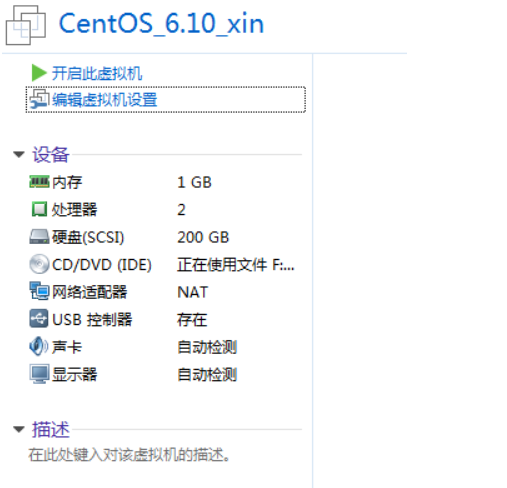 CentOS_6.10_xin
开启此虚拟机
编辑虚拟机设置
设备
内存 1 GB
处理器 2
硬盘(SCSI) 200 GB
CD/DVD (IDE) 正在使用文件 F:...
网络适配器 NAT
USB 控制器 存在
声卡 自动检测
显示器 自动检测
描述
在此处键入对该虚拟机的描述。